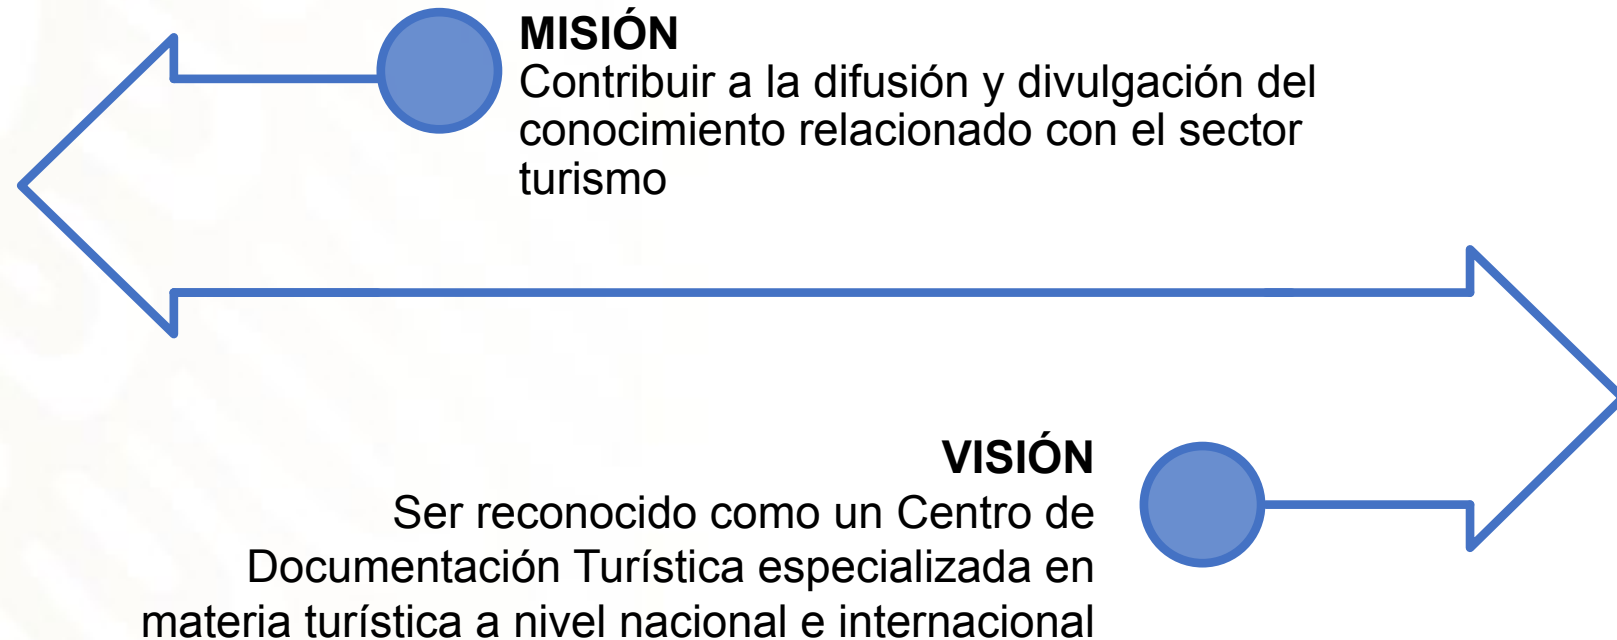 MISIÓN
Contribuir a la difusión y divulgación del
conocimiento relacionado con el sector
turismo
VISIÓN
Ser reconocido como un Centro de
Documentación Turística especializada en
materia turística a nivel nacional e internacional